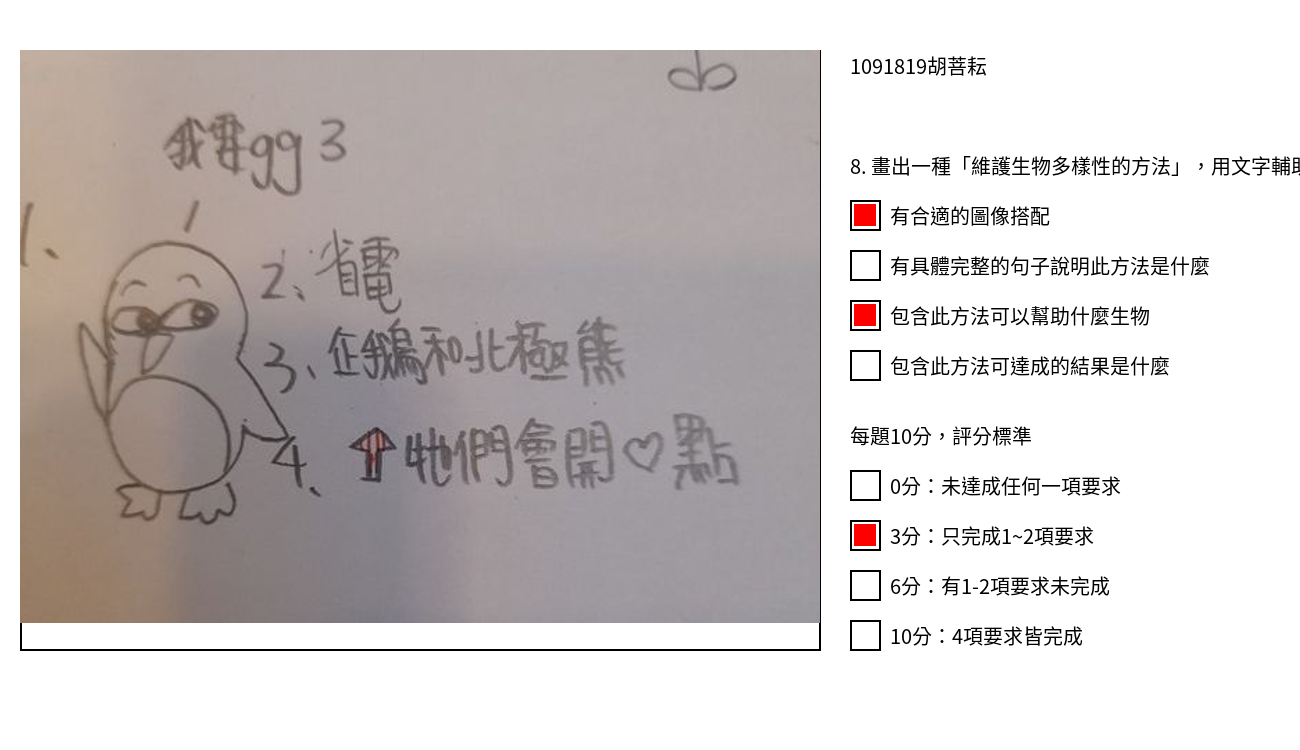 我要gg 3
1、
2、省電
3、企鵝和北極熊
4、↑牠們會開♡點
1091819胡菩耘
8. 畫出一種「維護生物多樣性的方法」，用文字輔助
有合適的圖像搭配
有具體完整的句子說明此方法是什麼
包含此方法可以幫助什麼生物
包含此方法可達成的結果是什麼
每題10分，評分標準
0分：未達成任何一項要求
3分：只完成1~2項要求
6分：有1-2項要求未完成
10分：4項要求皆完成